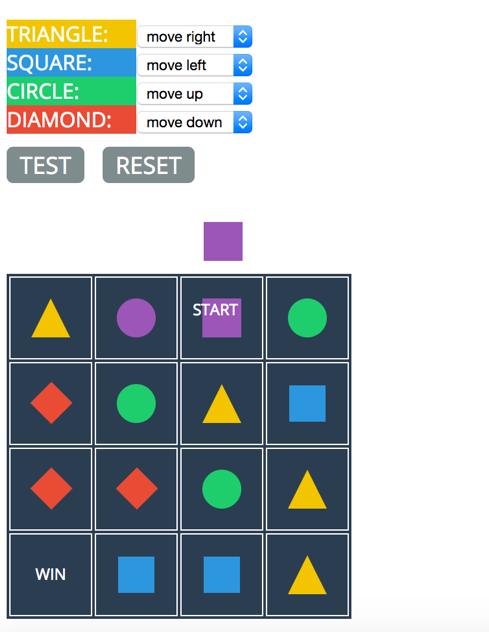 TRIANGLE: move right
SQUARE: move left
CIRCLE: move up
DIAMOND: move down
TEST RESET
START
WIN